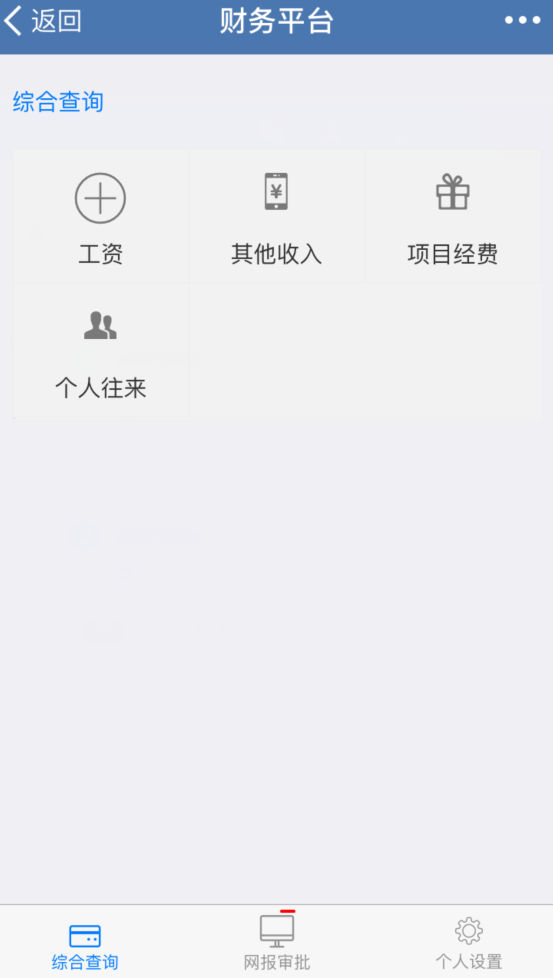 返回 财务平台
综合查询
工资 其他收入 项目经费
¥
个人往来
综合查询 网报审批 个人设置